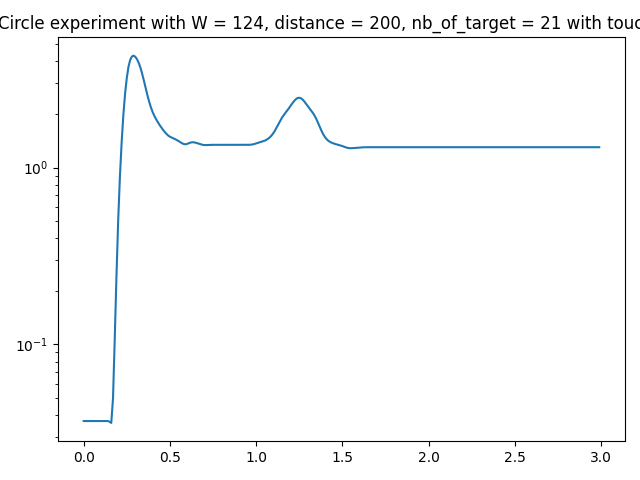 Circle experiment with W = 124, distance = 200, nb_of_target = 21 with
10⁰
10⁻¹
0.0 0.5 1.0 1.5 2.0 2.5 3.0